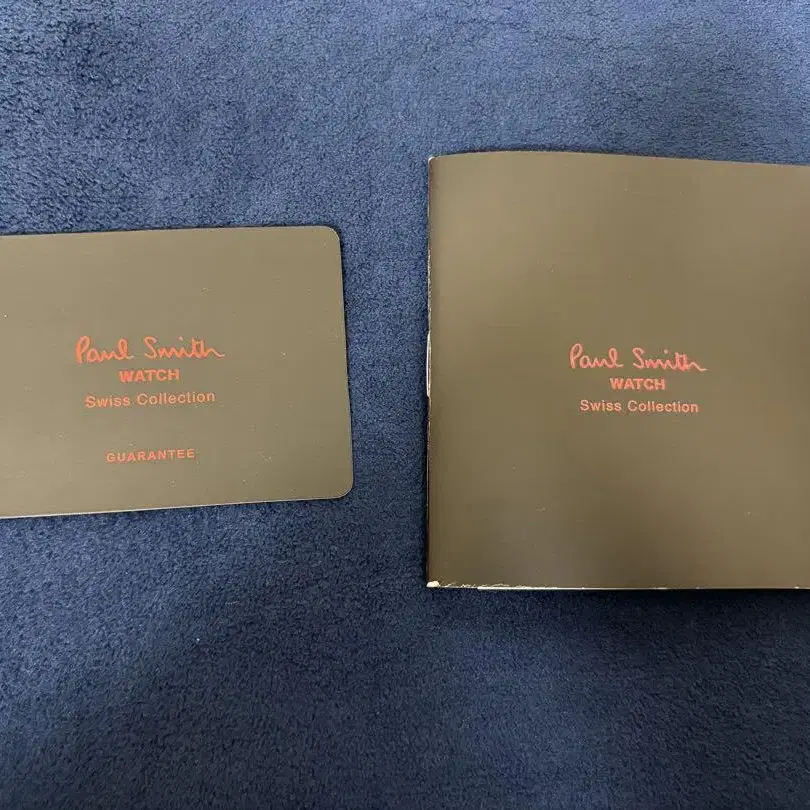 Paul Smith
WATCH
Swiss Collection
GUARANTEE
Paul Smith
WATCH
Swiss Collection